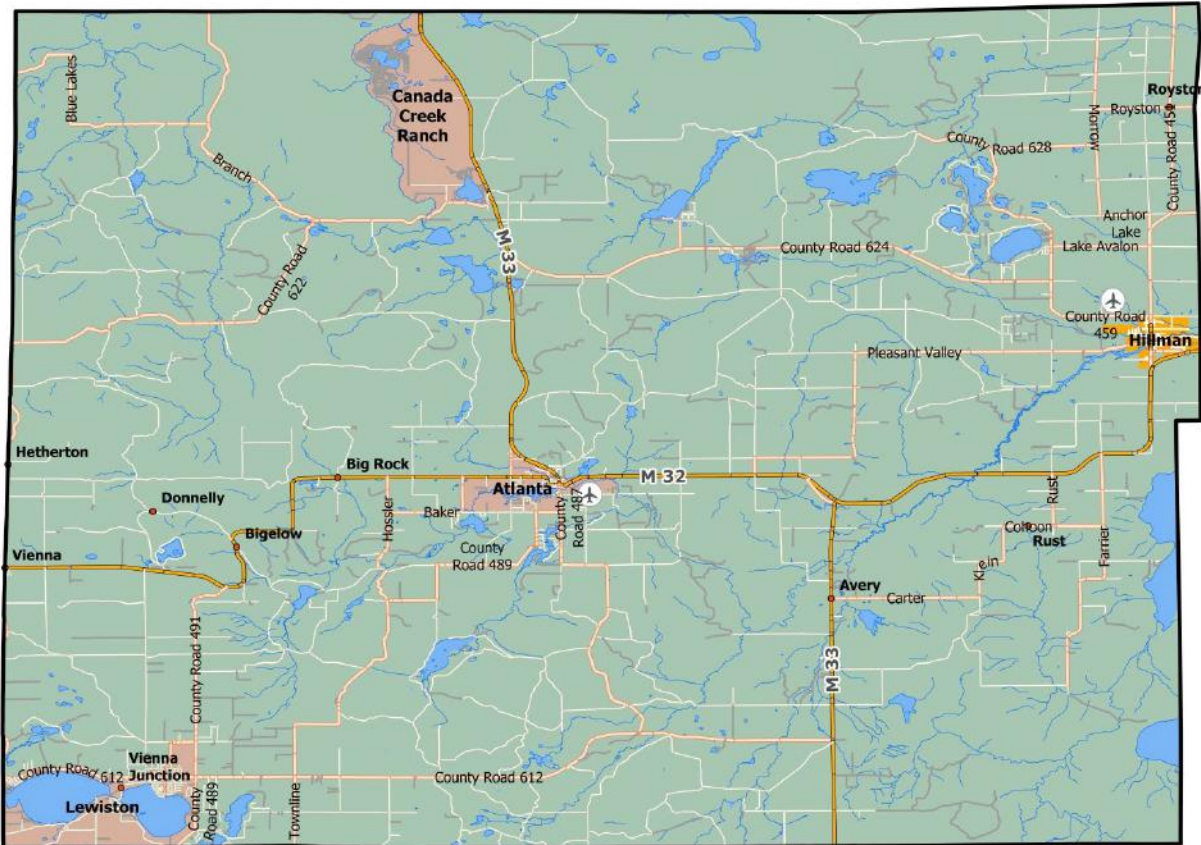 Blue Lakes
Canada
Creek
Ranch
Royston
Royston
Morrow
County Road 451
County Road 628
Branch
Anchor
Lake
Lake Avalon
M 33
County Road 624
County Road
622
County Road
459
Hillman
Pleasant Valley
Hetherton
Big Rock
M 32
Donnelly
Atlanta
County
Road 487
Rust
Hossler
Baker
Colhoon
Rust
Bigelow
Vienna
County
Road 489
Klein
Farrier
Avery
Carter
County Road 491
M 33
Vienna
Junction
County Road 612
County Road 612
Lewiston
County
Road 489
Townline